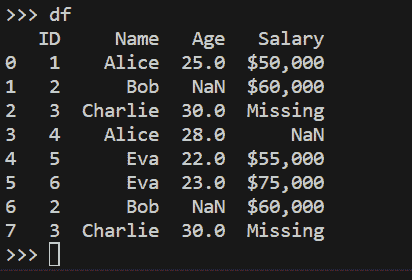 >>> df
   ID     Name   Age   Salary
0   1    Alice  25.0  $50,000
1   2      Bob   NaN  $60,000
2   3  Charlie  30.0  Missing
3   4    Alice  28.0      NaN
4   5      Eva  22.0  $55,000
5   6      Eva  23.0  $75,000
6   2      Bob   NaN  $60,000
7   3  Charlie  30.0  Missing
>>>